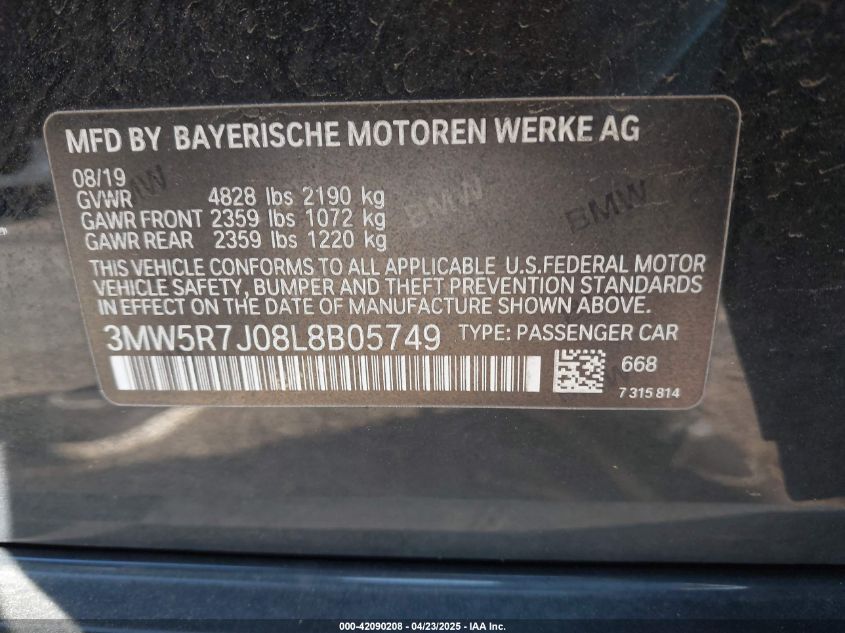 MFD BY BAYERISCHE MOTOREN WERKE AG
08/19
GVWR 4828 lbs 2190 kg
GAWR FRONT 2359 lbs 1072 kg
GAWR REAR 2359 lbs 1220 kg
BMW BMW BMW
THIS VEHICLE CONFORMS TO ALL APPLICABLE U.S.FEDERAL MOTOR
VEHICLE SAFETY, BUMPER AND THEFT PREVENTION STANDARDS
IN EFFECT ON THE DATE OF MANUFACTURE SHOWN ABOVE.
3MW5R7J08L8B05749 TYPE: PASSENGER CAR
668
7 315 814
000-42090208 - 04/23/2025 - IAA Inc.